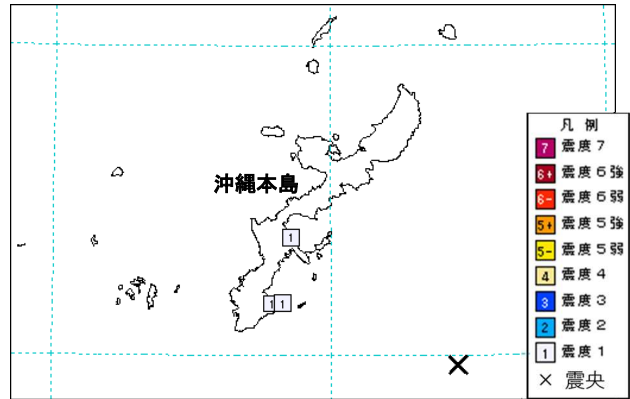 沖縄本島
1
1 1
凡 例
7 震度7
6+ 震度6強
6- 震度6弱
5+ 震度5強
5- 震度5弱
4 震度4
3 震度3
2 震度2
1 震度1
× 震央